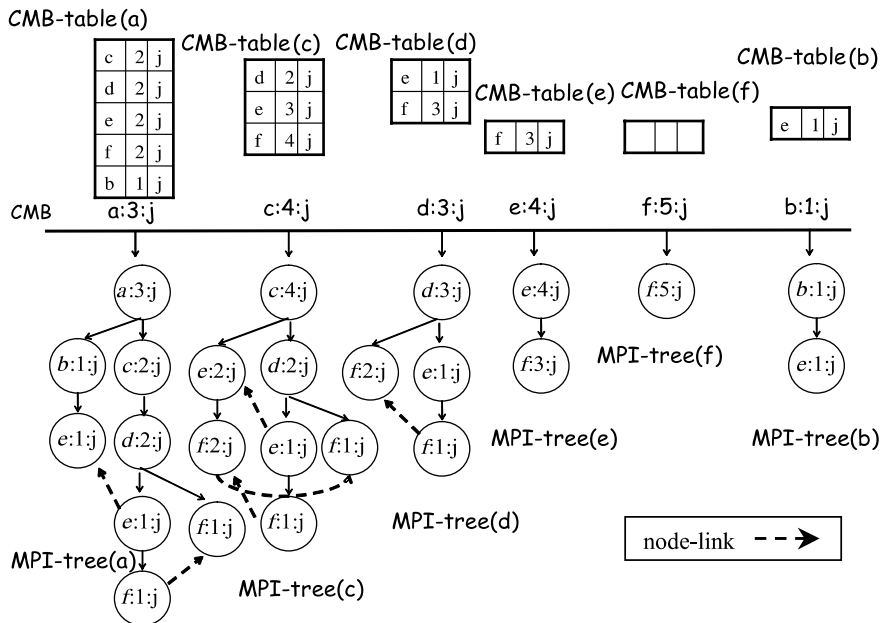 CMB-table(a)
c 2 j
d 2 j
e 2 j
f 2 j
b 1 j
CMB-table(c)
d 2 j
e 3 j
f 4 j
CMB-table(d)
e 1 j
f 3 j
CMB-table(e)
f 3 j
CMB-table(f)
CMB-table(b)
e 1 j
CMB a:3:j c:4:j d:3:j e:4:j f:5:j b:1:j
a:3:j c:4:j d:3:j e:4:j f:5:j b:1:j
b:1:j c:2:j e:2:j d:2:j f:2:j e:1:j f:3:j e:1:j
MPI-tree(f)
e:1:j d:2:j f:2:j e:1:j f:1:j f:1:j
MPI-tree(e) MPI-tree(b)
e:1:j f:1:j f:1:j
MPI-tree(d)
node-link
MPI-tree(a)
f:1:j
MPI-tree(c)